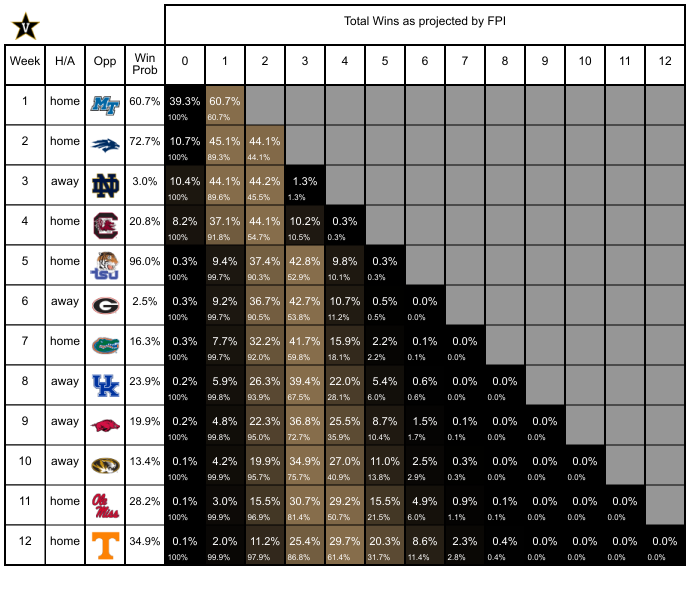 V
Total Wins as projected by FPI
Week H/A Opp Win Prob 0 1 2 3 4 5 6 7 8 9 10 11 12
1 home MT 60.7% 39.3% 60.7%
100% 60.7%
2 home 72.7% 10.7% 45.1% 44.1%
100% 89.3% 44.1%
3 away ND 3.0% 10.4% 44.1% 44.2% 1.3%
100% 89.6% 45.5% 1.3%
4 home C 20.8% 8.2% 37.1% 44.1% 10.2% 0.3%
100% 91.8% 54.7% 10.5% 0.3%
5 home TSU 96.0% 0.3% 9.4% 37.4% 42.8% 9.8% 0.3%
100% 99.7% 90.3% 52.9% 10.1% 0.3%
6 away G 2.5% 0.3% 9.2% 36.7% 42.7% 10.7% 0.5% 0.0%
100% 99.7% 90.5% 53.8% 11.2% 0.5% 0.0%
7 home 16.3% 0.3% 7.7% 32.2% 41.7% 15.9% 2.2% 0.1% 0.0%
100% 99.7% 92.0% 59.8% 18.1% 2.2% 0.1% 0.0%
8 away UK 23.9% 0.2% 5.9% 26.3% 39.4% 22.0% 5.4% 0.6% 0.0% 0.0%
100% 99.8% 93.9% 67.5% 28.1% 6.0% 0.6% 0.0% 0.0%
9 away 19.9% 0.2% 4.8% 22.3% 36.8% 25.5% 8.7% 1.5% 0.1% 0.0% 0.0%
100% 99.8% 95.0% 72.7% 35.9% 10.4% 1.7% 0.1% 0.0% 0.0%
10 away 13.4% 0.1% 4.2% 19.9% 34.9% 27.0% 11.0% 2.5% 0.3% 0.0% 0.0% 0.0%
100% 99.9% 95.7% 75.7% 40.9% 13.8% 2.9% 0.3% 0.0% 0.0% 0.0%
11 home Ole Miss 28.2% 0.1% 3.0% 15.5% 30.7% 29.2% 15.5% 4.9% 0.9% 0.1% 0.0% 0.0% 0.0%
100% 99.9% 96.9% 81.4% 50.7% 21.5% 6.0% 1.1% 0.1% 0.0% 0.0% 0.0%
12 home T 34.9% 0.1% 2.0% 11.2% 25.4% 29.7% 20.3% 8.6% 2.3% 0.4% 0.0% 0.0% 0.0% 0.0%
100% 99.9% 97.9% 86.8% 61.4% 31.7% 11.4% 2.8% 0.4% 0.0% 0.0% 0.0% 0.0%